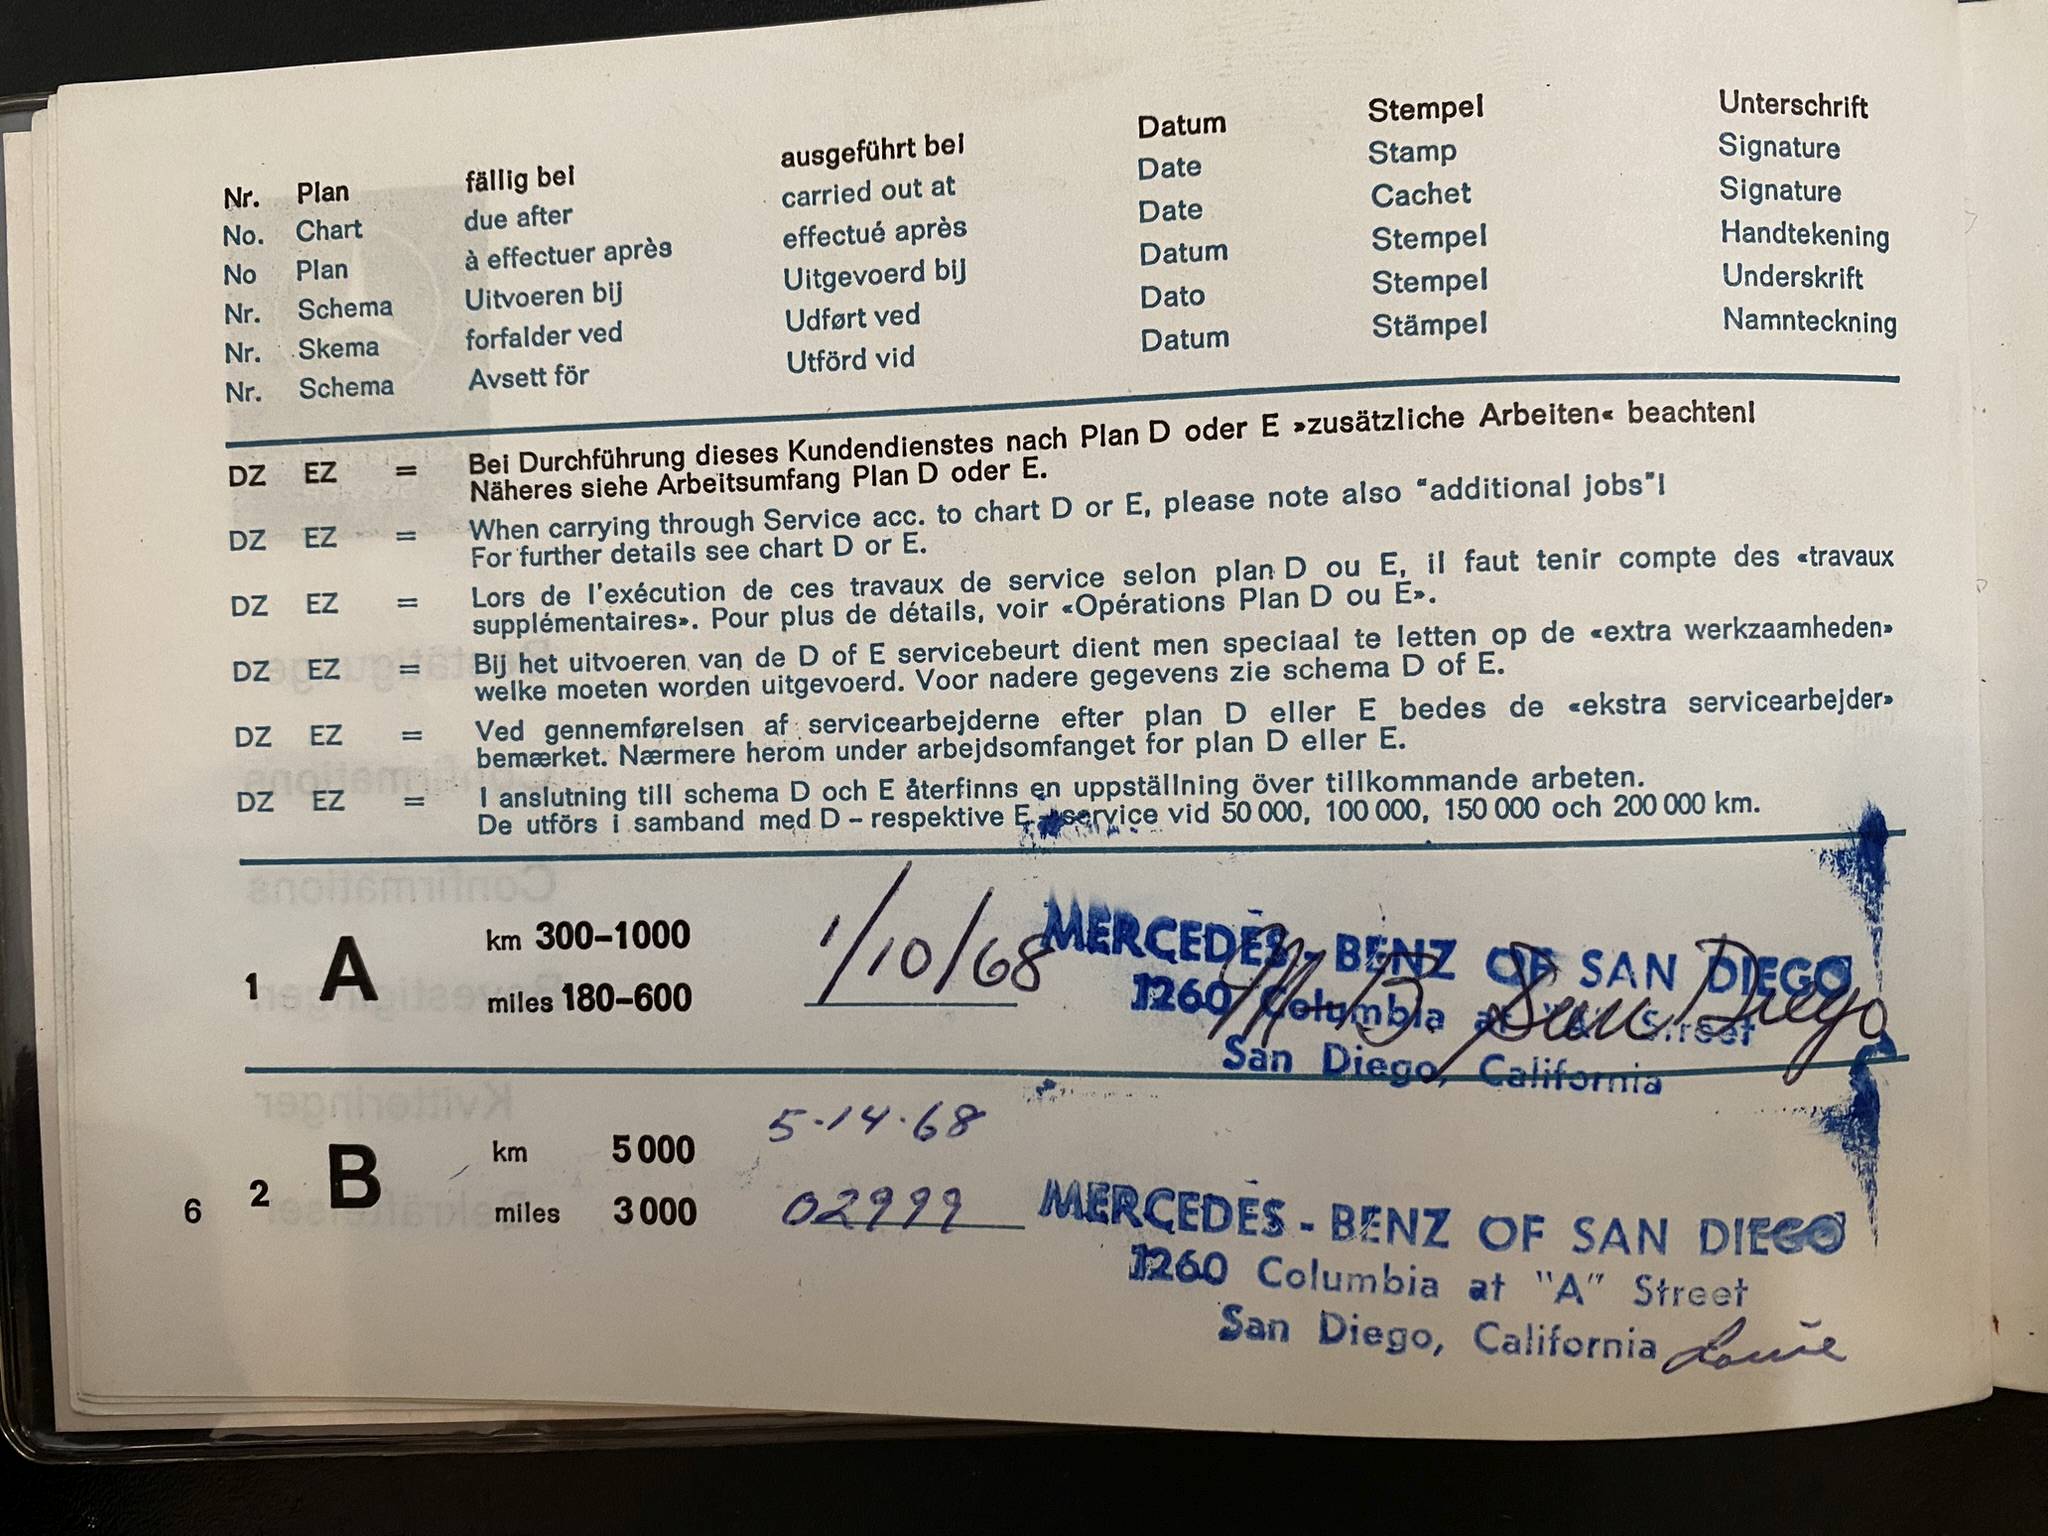 Nr. Plan fällig bei ausgeführt bei Datum Stempel Unterschrift
No. Chart due after carried out at Date Stamp Signature
No Plan à effectuer après effectué après Date Cachet Signature
Nr. Schema Uitvoeren bij Uitgevoerd bij Datum Stempel Handtekening
Nr. Skema forfalder ved Udført ved Dato Stempel Underskrift
Nr. Schema Avsett för Utförd vid Datum Stämpel Namnteckning
DZ EZ = Bei Durchführung dieses Kundendienstes nach Plan D oder E »zusätzliche Arbeiten« beachten!
Näheres siehe Arbeitsumfang Plan D oder E.
DZ EZ = When carrying through Service acc. to chart D or E, please note also "additional jobs"!
For further details see chart D or E.
DZ EZ = Lors de l'exécution de ces travaux de service selon plan D ou E, il faut tenir compte des «travaux
supplémentaires». Pour plus de détails, voir «Opérations Plan D ou E».
DZ EZ = Bij het uitvoeren van de D of E servicebeurt dient men speciaal te letten op de «extra werkzaamheden»
welke moeten worden uitgevoerd. Voor nadere gegevens zie schema D of E.
DZ EZ = Ved gennemførelsen af servicearbejderne efter plan D eller E bedes de «ekstra servicearbejder»
bemærket. Nærmere herom under arbejdsomfanget for plan D eller E.
DZ EZ = I anslutning till schema D och E återfinns en uppställning över tillkommande arbeten.
De utförs i samband med D – respektive E – service vid 50 000, 100 000, 150 000 och 200 000 km.
1 A km 300–1000
miles 180–600
1/10/68
MERCEDES - BENZ OF SAN DIEGO
1260 Columbia at "A" Street
San Diego, California
M-B San Diego
2 B km 5 000
miles 3 000
5-14-68
02999
MERCEDES - BENZ OF SAN DIEGO
1260 Columbia at "A" Street
San Diego, California
6